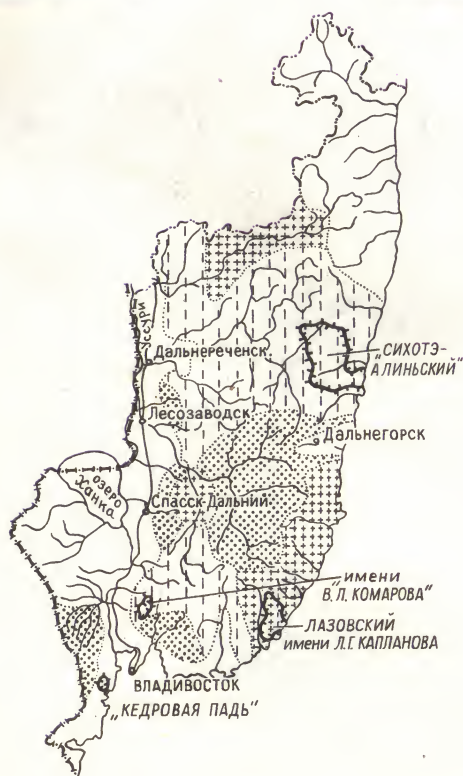 Уссури
Дальнереченск
„СИХОТЭ-
АЛИНЬСКИЙ"
Лесозаводск
Дальнегорск
озеро
Ханка
Спасск-Дальний
„имени
В.Л. КОМАРОВА"
ЛАЗОВСКИЙ
имени Л.Г. КАПЛАНОВА
ВЛАДИВОСТОК
„КЕДРОВАЯ ПАДЬ"